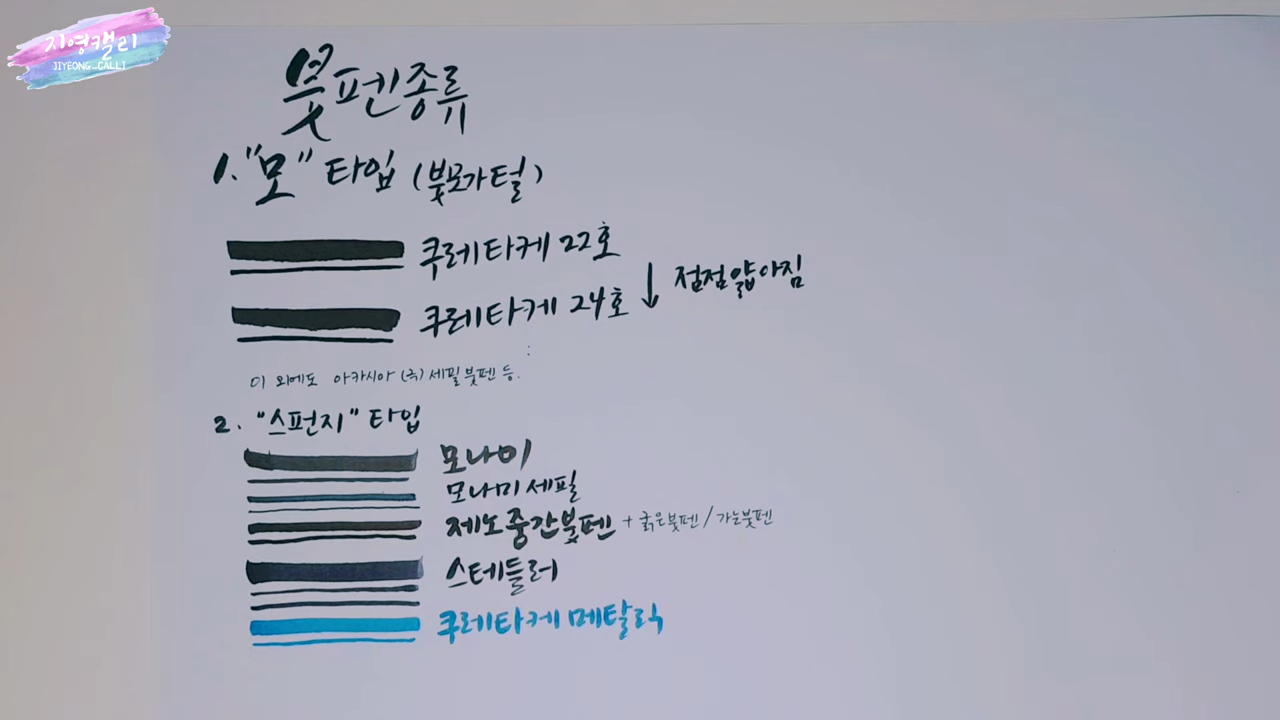 지영캘리
JIYEONG_CALLI
붓펜종류
1. "모" 타입 (붓모가 털)
쿠레타케 22호
쿠레타케 24호 ↓ 점점 얇아짐
:
이 외에도 아카시아 (극)세필붓펜 등.
2. "스펀지" 타입
모나미
모나미 세필
제노 중간붓펜 + 굵은붓펜 / 가는붓펜
스테들러
쿠레타케 메탈릭